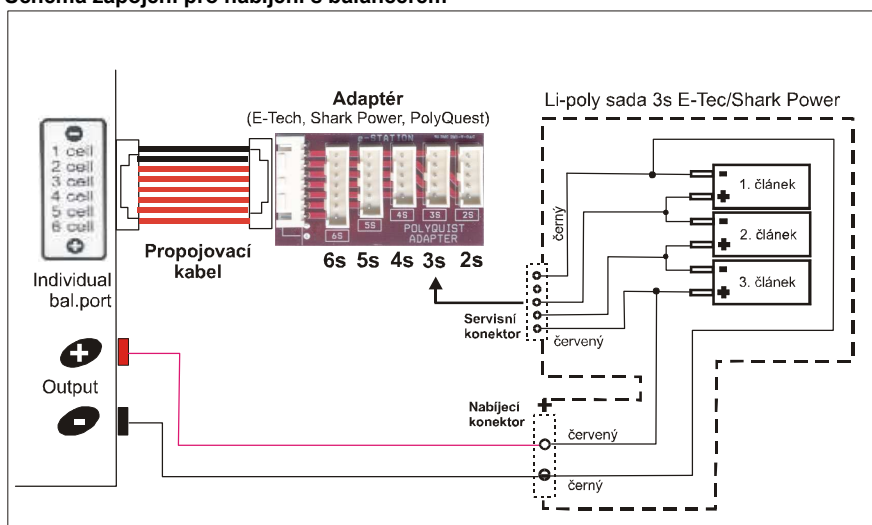 Schéma zapojení pro nabíjení s balancerem
Adaptér
(E-Tech, Shark Power, PolyQuest)
Li-poly sada 3s E-Tec/Shark Power
1 cell
2 cell
3 cell
4 cell
5 cell
6 cell
Individual
bal.port
Propojovací
kabel
e-STATION
6S
5S
4S
3S
2S
POLYQUIST
ADAPTER
6s 5s 4s 3s 2s
černý
- 1. článek
+
- 2. článek
+
- 3. článek
+
Servisní
konektor
červený
+
Output
-
Nabíjecí
konektor
+
červený
-
černý